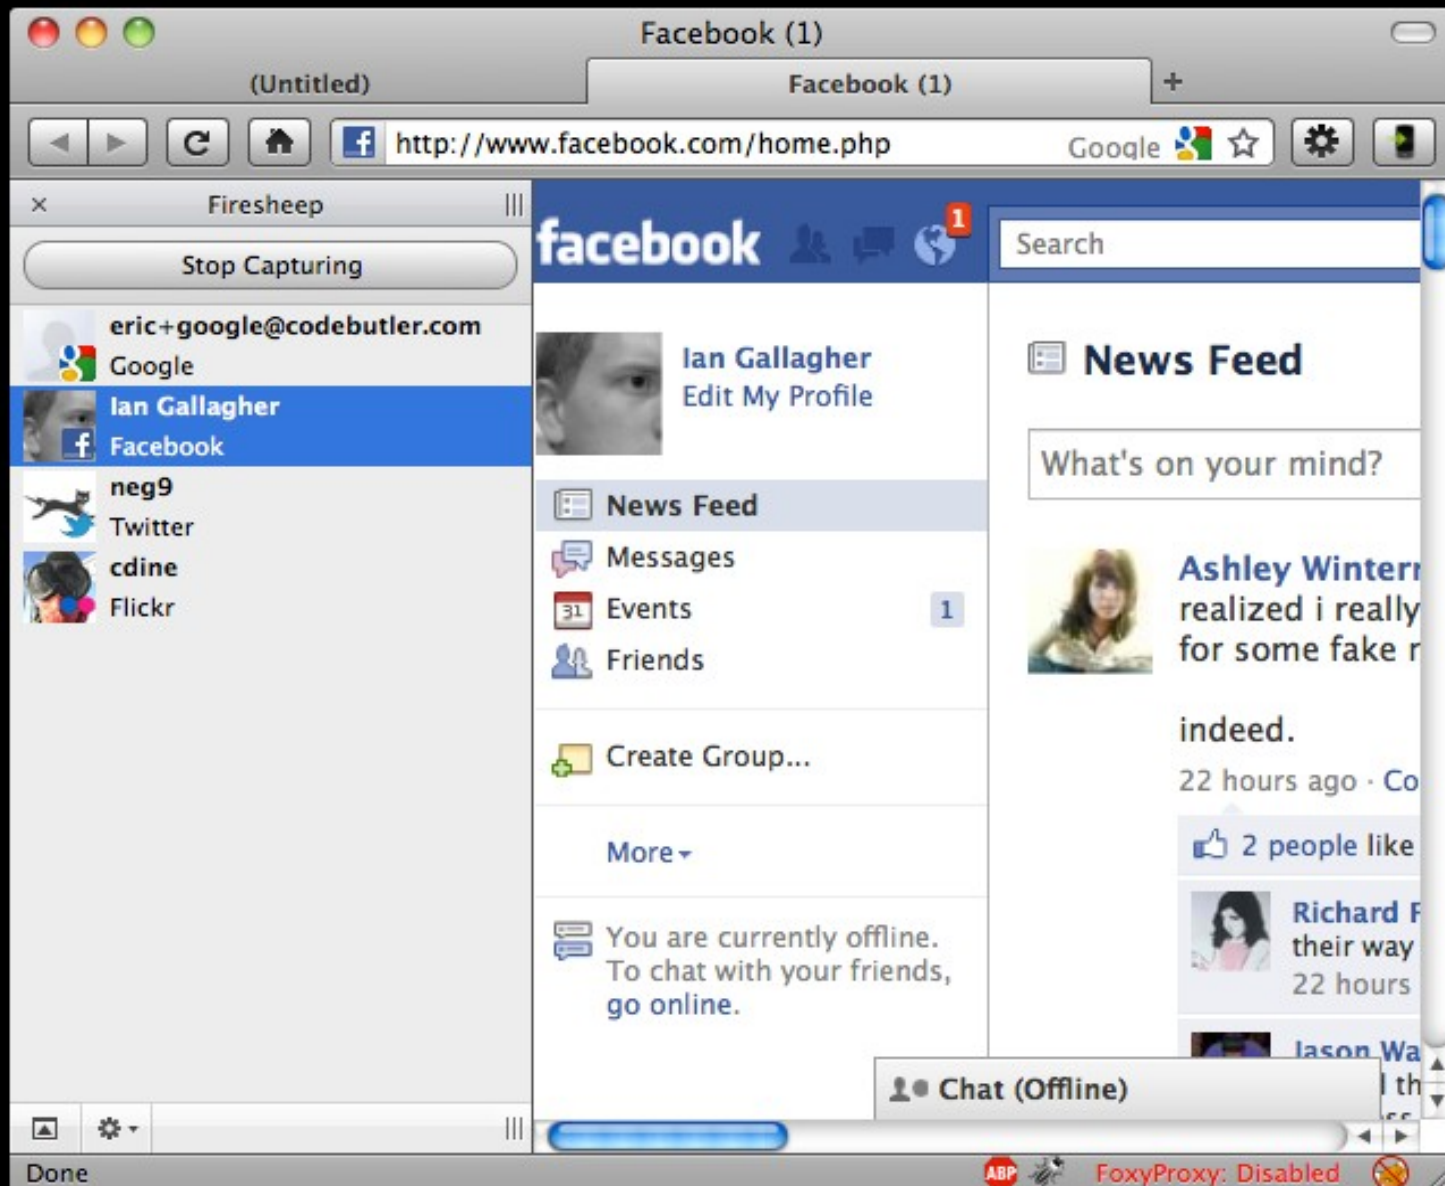 Facebook (1)
(Untitled)
Facebook (1)
+
http://www.facebook.com/home.php
Google
× Firesheep
Stop Capturing
eric+google@codebutler.com
Google
Ian Gallagher
Facebook
neg9
Twitter
cdine
Flickr
facebook
1
Search
Ian Gallagher
Edit My Profile
News Feed
Messages
31 Events 1
Friends
Create Group...
More
You are currently offline.
To chat with your friends,
go online.
News Feed
What's on your mind?
Ashley
realized i really
for some fake
indeed.
22 hours ago ·
2 people like
Richard
their way
22 hours
Jason
Chat (Offline)
Done
ABP
FoxyProxy: Disabled